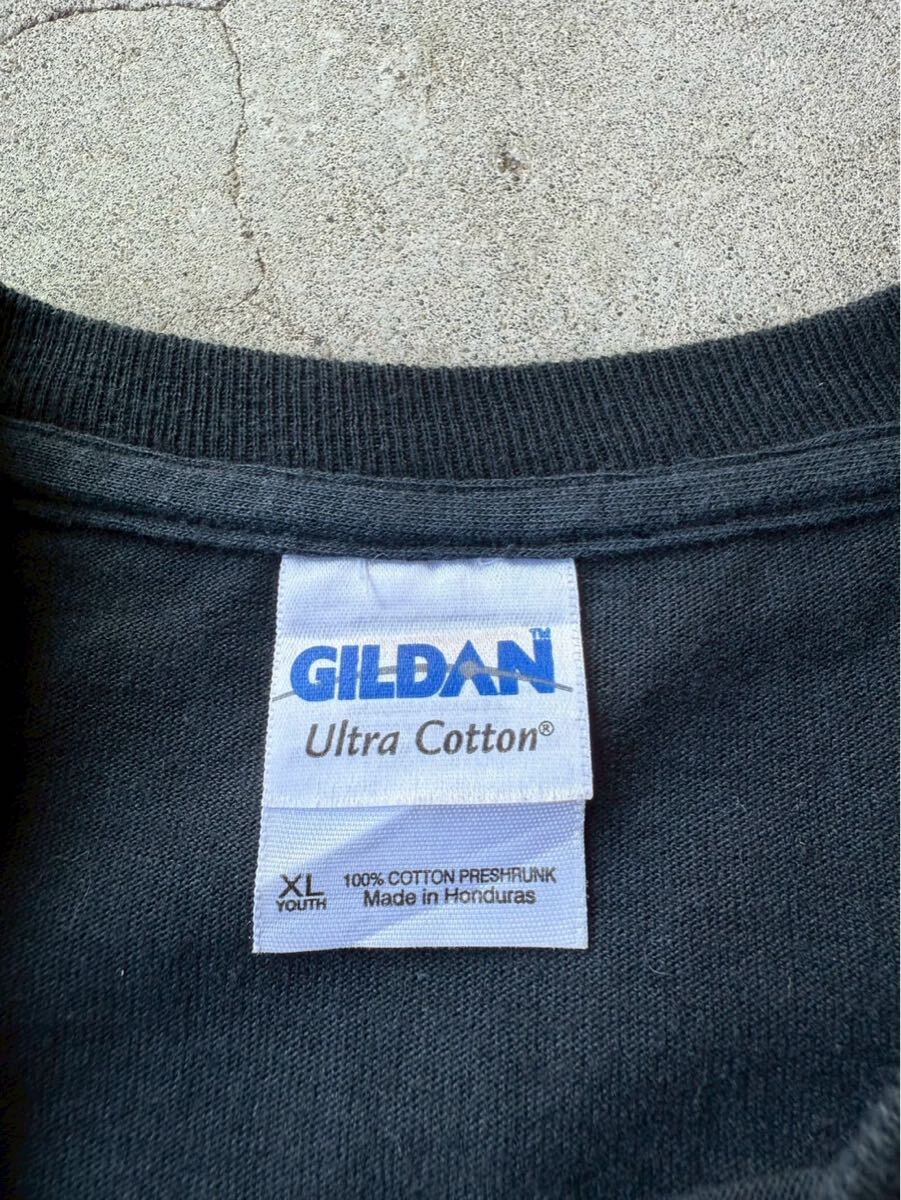 GILDAN™
Ultra Cotton®
XL
YOUTH
100% COTTON PRESHRUNK
Made in Honduras